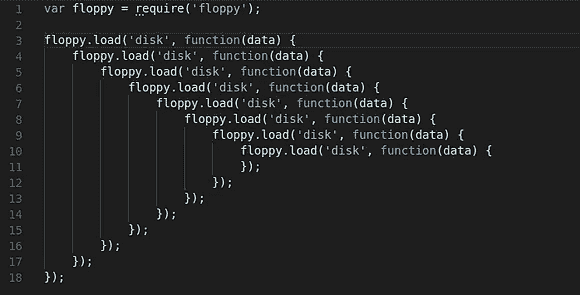 1 var floppy = require('floppy');
2
3 floppy.load('disk', function(data) {
4     floppy.load('disk', function(data) {
5         floppy.load('disk', function(data) {
6             floppy.load('disk', function(data) {
7                 floppy.load('disk', function(data) {
8                     floppy.load('disk', function(data) {
9                         floppy.load('disk', function(data) {
10                             floppy.load('disk', function(data) {
11                             });
12                         });
13                     });
14                 });
15             });
16         });
17     });
18 });